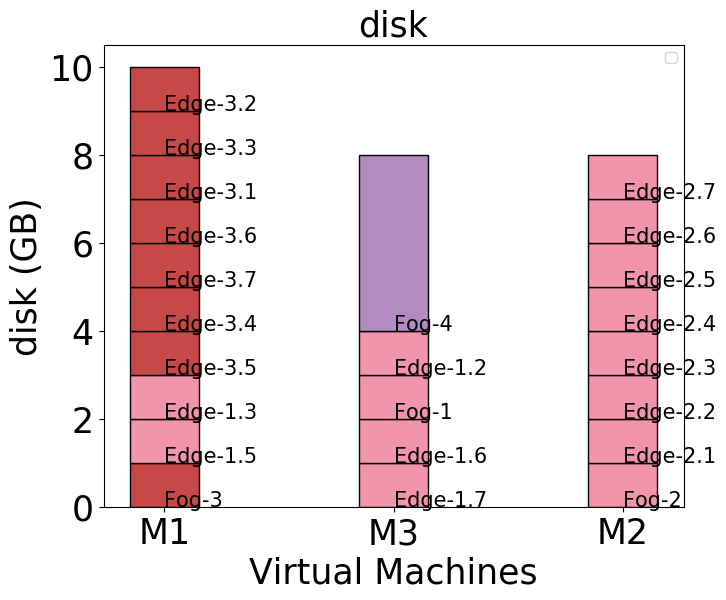 disk
disk (GB)
10
8
6
4
2
0
Edge-3.2
Edge-3.3
Edge-3.1
Edge-3.6
Edge-3.7
Edge-3.4
Edge-3.5
Edge-1.3
Edge-1.5
Fog-3
Fog-4
Edge-1.2
Fog-1
Edge-1.6
Edge-1.7
Edge-2.7
Edge-2.6
Edge-2.5
Edge-2.4
Edge-2.3
Edge-2.2
Edge-2.1
Fog-2
M1 M3 M2
Virtual Machines